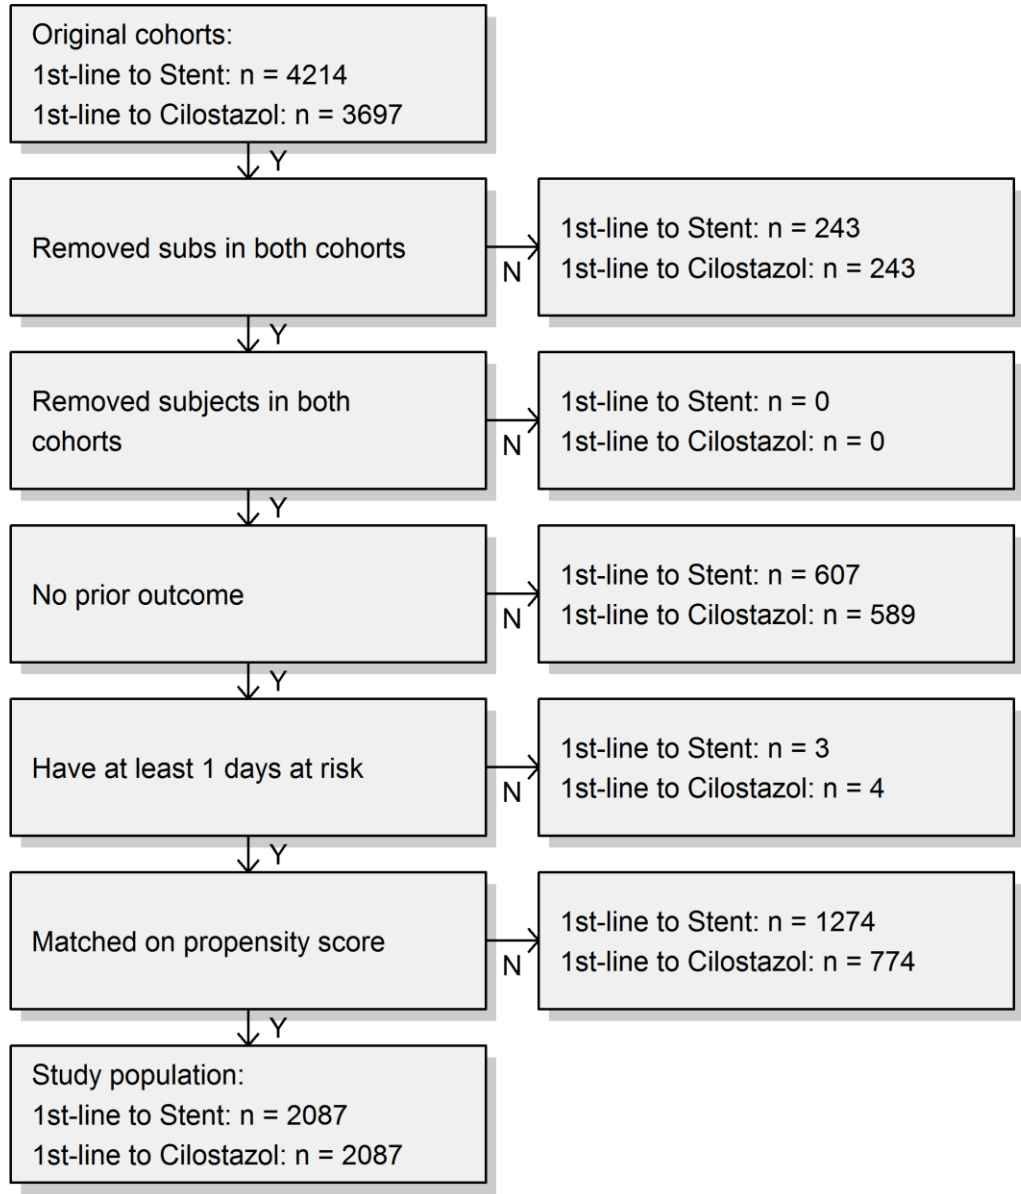 Original cohorts:
1st-line to Stent: n = 4214
1st-line to Cilostazol: n = 3697
Y
Removed subs in both cohorts
N
1st-line to Stent: n = 243
1st-line to Cilostazol: n = 243
Y
Removed subjects in both
cohorts
N
1st-line to Stent: n = 0
1st-line to Cilostazol: n = 0
Y
No prior outcome
N
1st-line to Stent: n = 607
1st-line to Cilostazol: n = 589
Y
Have at least 1 days at risk
N
1st-line to Stent: n = 3
1st-line to Cilostazol: n = 4
Y
Matched on propensity score
N
1st-line to Stent: n = 1274
1st-line to Cilostazol: n = 774
Y
Study population:
1st-line to Stent: n = 2087
1st-line to Cilostazol: n = 2087